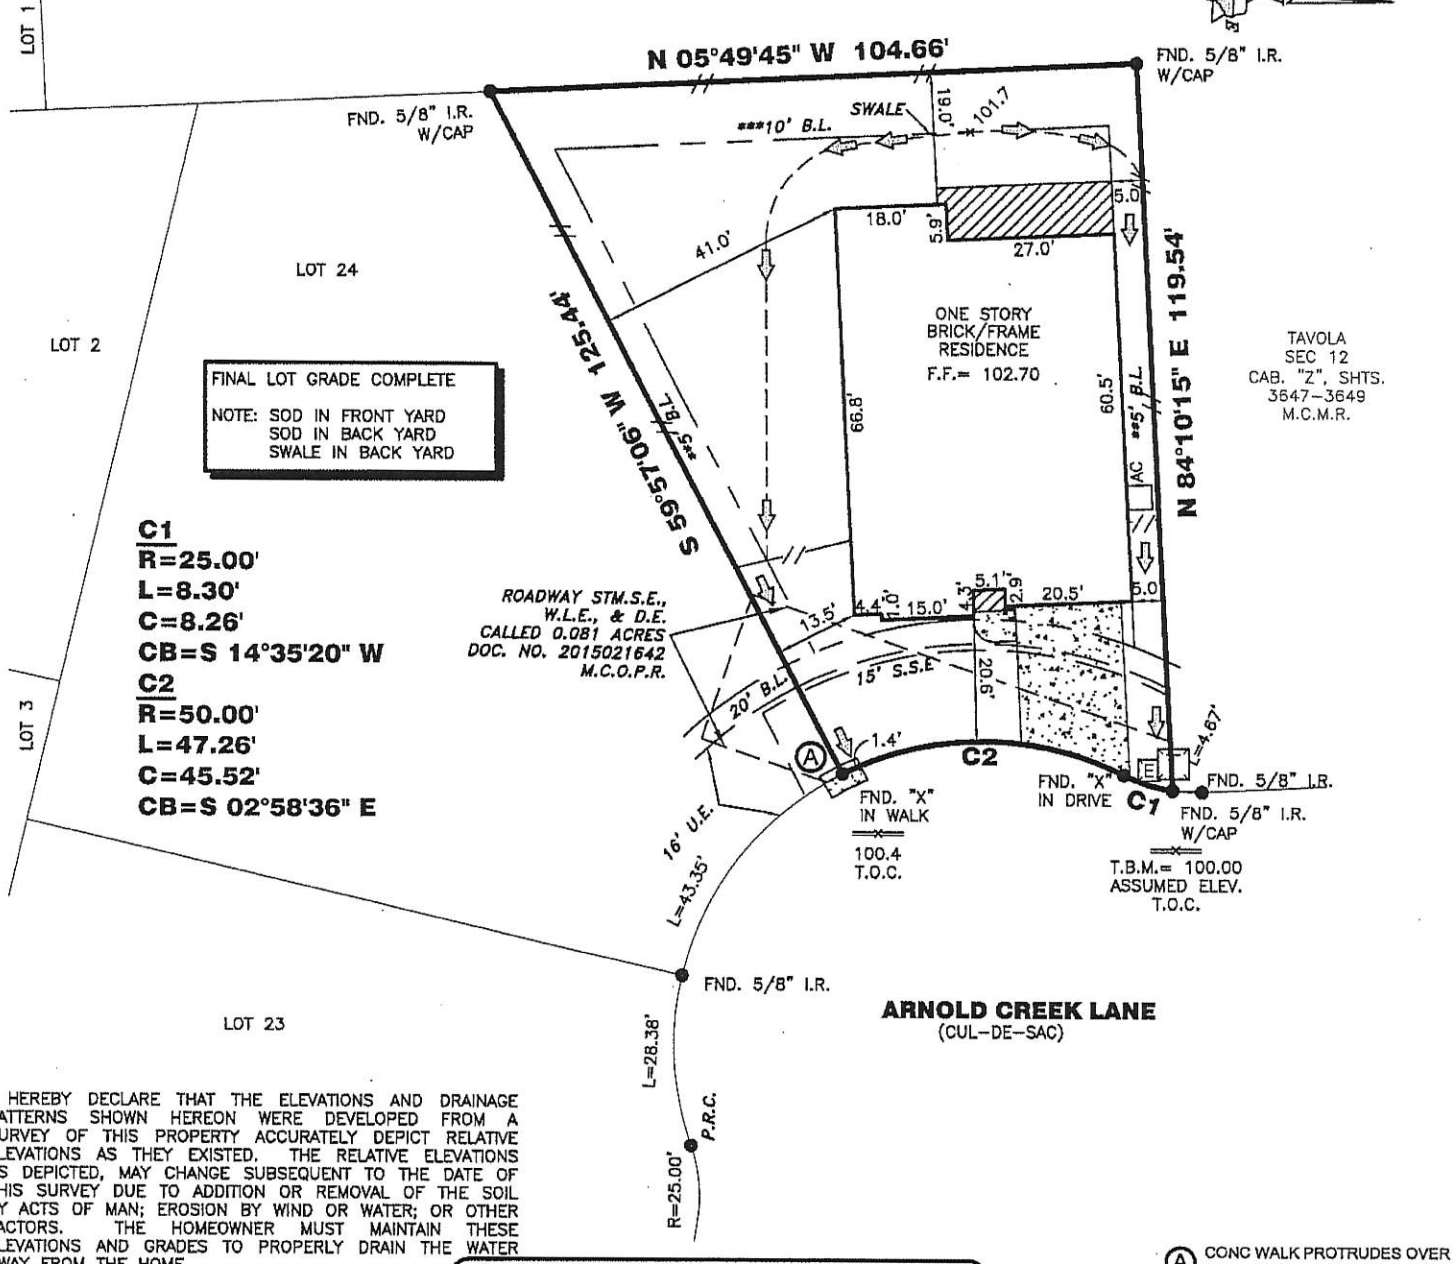 LOT 1
E
N 05°49'45" W 104.66'
FND. 5/8" I.R.
W/CAP
FND. 5/8" I.R.
W/CAP
SWALE
19.0'
101.7
***10' B.L.
18.0'
5.9'
27.0'
5.0'
41.0'
LOT 24
LOT 2
ONE STORY
BRICK/FRAME
RESIDENCE
F.F.= 102.70
TAVOLA
SEC 12
CAB. "Z", SHTS.
3647-3649
M.C.M.R.
N 84°10'15" E 119.54'
S 59°57'06" W 125.44'
**5' B.L.
69.8'
60.5'
**5' B.L.
AC
FINAL LOT GRADE COMPLETE
NOTE: SOD IN FRONT YARD
SOD IN BACK YARD
SWALE IN BACK YARD
C1
R=25.00'
L=8.30'
C=8.26'
CB=S 14°35'20" W
C2
R=50.00'
L=47.26'
C=45.52'
CB=S 02°58'36" E
ROADWAY STM.S.E.,
W.L.E., & D.E.
CALLED 0.081 ACRES
DOC. NO. 2015021642
M.C.O.P.R.
13.5'
4.4'
1.0'
15.0'
4.3'
5.1'
2.9'
20.5'
5.0'
20' B.L.
15' S.S.E
20.6'
LOT 3
A
1.4'
C2
FND. "X"
IN WALK
100.4
T.O.C.
FND. "X"
IN DRIVE
E
C1
L=4.67'
FND. 5/8" I.R.
FND. 5/8" I.R.
W/CAP
T.B.M.= 100.00
ASSUMED ELEV.
T.O.C.
16' U.E.
L=43.35'
FND. 5/8" I.R.
ARNOLD CREEK LANE
(CUL-DE-SAC)
LOT 23
L=28.38'
P.R.C.
R=25.00'
HEREBY DECLARE THAT THE ELEVATIONS AND DRAINAGE
ATTERNS SHOWN HEREON WERE DEVELOPED FROM A
URVEY OF THIS PROPERTY ACCURATELY DEPICT RELATIVE
LEVATIONS AS THEY EXISTED. THE RELATIVE ELEVATIONS
S DEPICTED, MAY CHANGE SUBSEQUENT TO THE DATE OF
HIS SURVEY DUE TO ADDITION OR REMOVAL OF THE SOIL
Y ACTS OF MAN; EROSION BY WIND OR WATER; OR OTHER
ACTORS. THE HOMEOWNER MUST MAINTAIN THESE
LEVATIONS AND GRADES TO PROPERLY DRAIN THE WATER
WAY FROM THE HOME
A CONC WALK PROTRUDES OVER